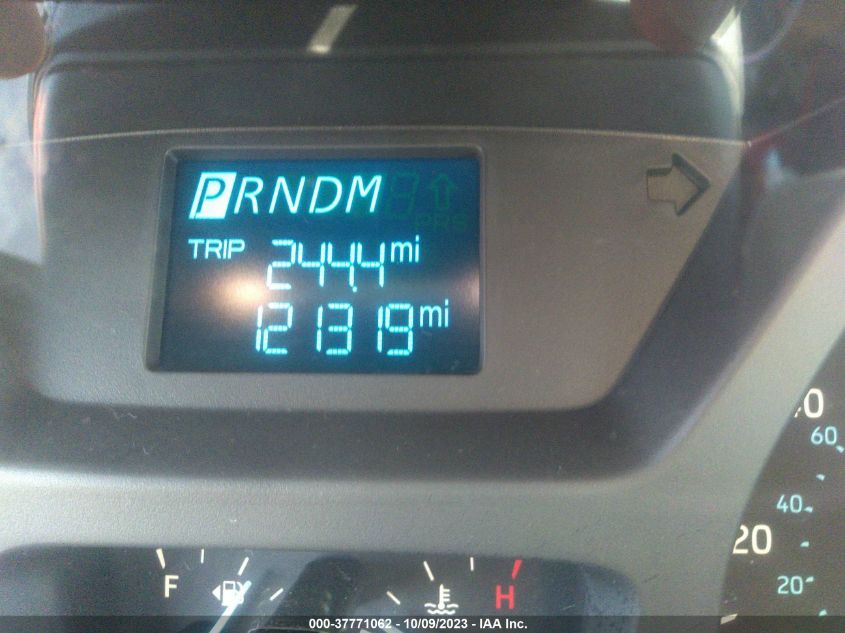 PRNDM
TRIP 244.4 mi
121319 mi
60
40
20
20
F
H
000-37771062 - 10/09/2023 - IAA Inc.